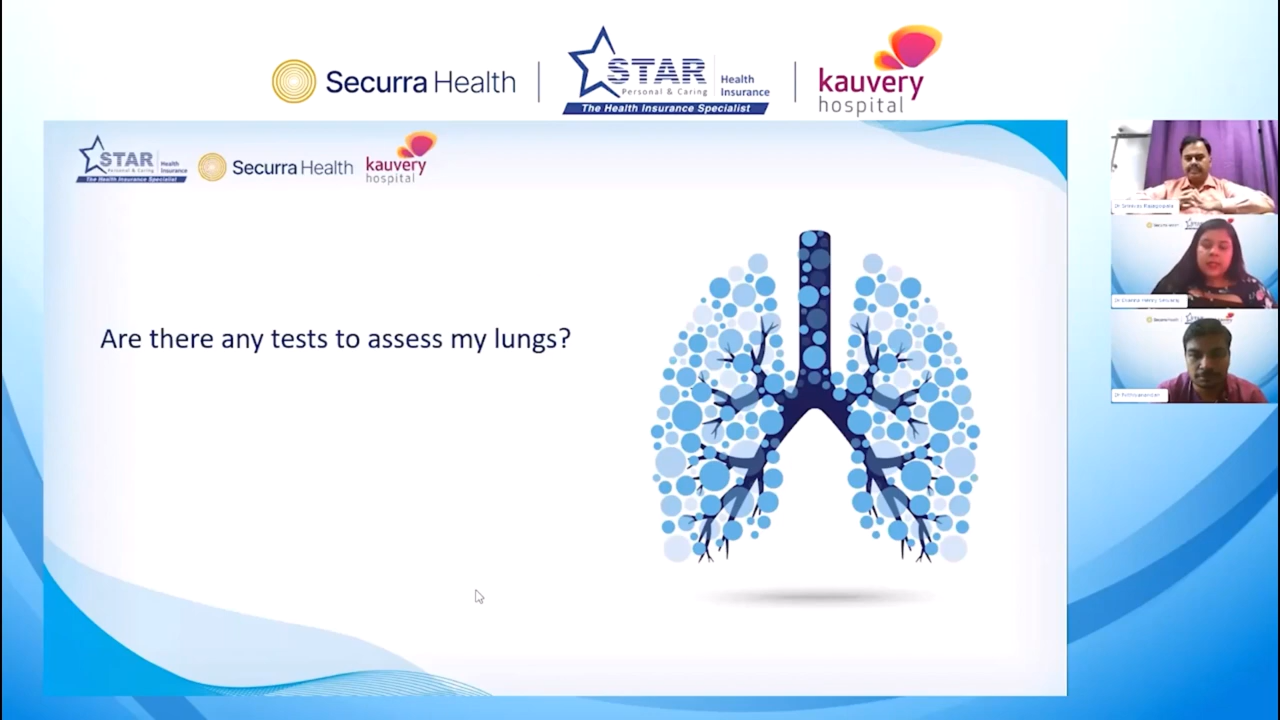 Securra Health
STAR
Health
Insurance
Personal & Caring
The Health Insurance Specialist
kauvery
hospital
STAR
Health
Insurance
Personal & Caring
The Health Insurance Specialist
Securra Health
kauvery
hospital
Are there any tests to assess my lungs?